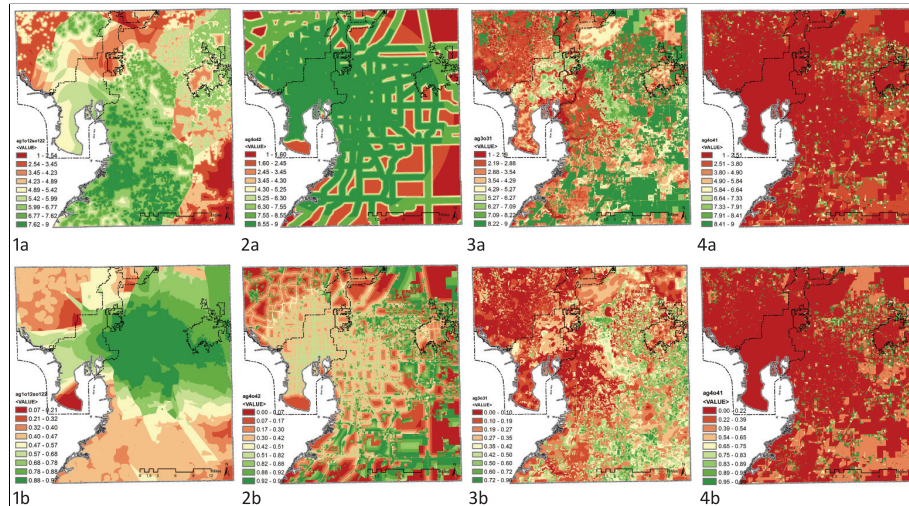 ag1o12so122
<VALUE>
1 - 2.54
2.54 - 3.45
3.45 - 4.23
4.23 - 4.89
4.89 - 5.42
5.42 - 5.99
5.99 - 6.77
6.77 - 7.62
7.62 - 9
1a
ag4o42
<VALUE>
1 - 1.60
1.60 - 2.45
2.45 - 3.45
3.45 - 4.30
4.30 - 5.25
5.25 - 6.30
6.30 - 7.55
7.55 - 8.55
8.55 - 9
2a
ag3o31
<VALUE>
1 - 2.19
2.19 - 2.88
2.88 - 3.54
3.54 - 4.29
4.29 - 5.27
5.27 - 6.27
6.27 - 7.09
7.09 - 8.22
8.22 - 9
3a
ag4o41
<VALUE>
1 - 2.51
2.51 - 3.80
3.80 - 4.90
4.90 - 5.84
5.84 - 6.64
6.64 - 7.33
7.33 - 7.91
7.91 - 8.41
8.41 - 9
4a
ag1o12so122
<VALUE>
0.07 - 0.21
0.21 - 0.32
0.32 - 0.40
0.40 - 0.47
0.47 - 0.57
0.57 - 0.68
0.68 - 0.78
0.78 - 0.88
1b
ag4o42
<VALUE>
0.00 - 0.07
0.07 - 0.17
0.17 - 0.30
0.30 - 0.42
0.42 - 0.51
0.51 - 0.82
0.82 - 0.88
0.88 - 0.92
2b
ag3o31
<VALUE>
0.00 - 0.10
0.10 - 0.19
0.19 - 0.27
0.27 - 0.35
0.35 - 0.42
0.42 - 0.50
0.50 - 0.60
0.60 - 0.72
3b
ag4o41
<VALUE>
0.00 - 0.22
0.22 - 0.39
0.39 - 0.54
0.54 - 0.65
0.65 - 0.75
0.75 - 0.83
0.83 - 0.89
0.89 - 0.95
4b